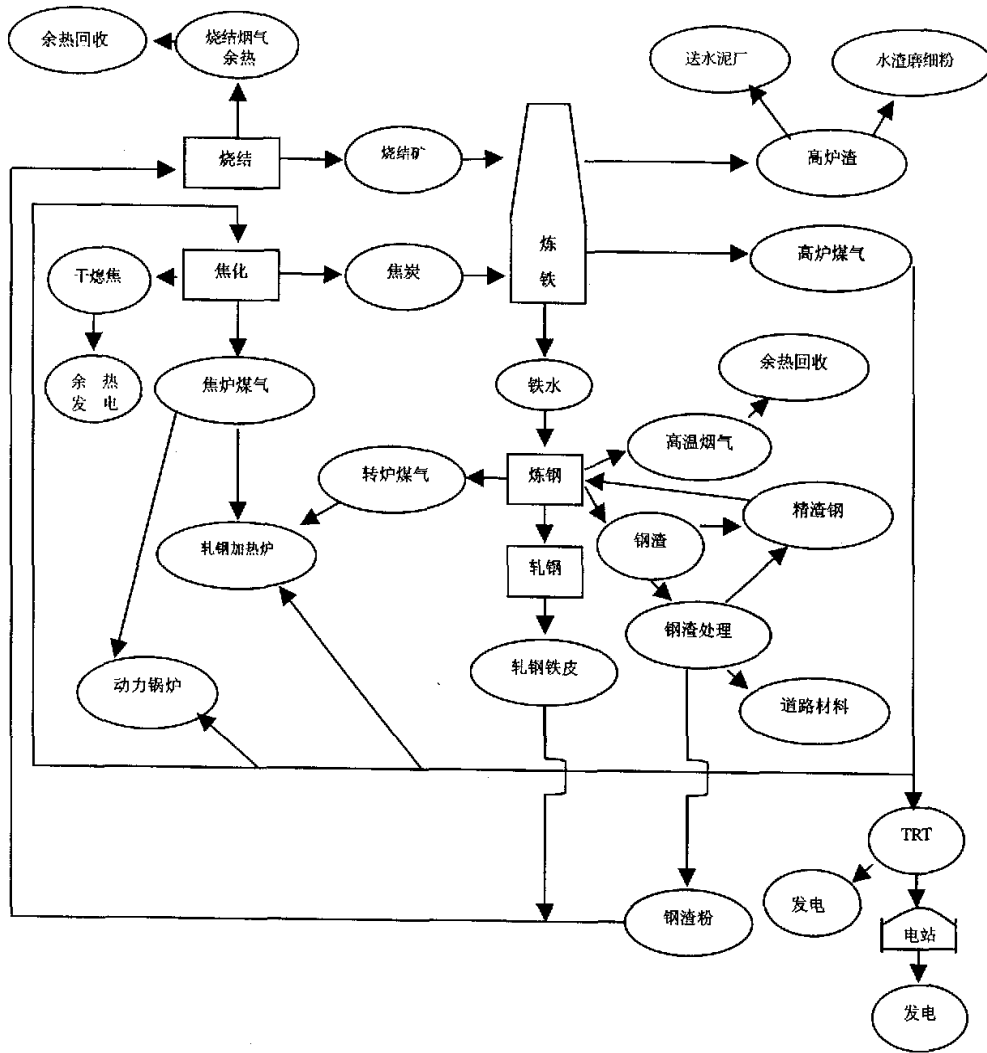 余热回收
烧结烟气
余热
送水泥厂
水渣磨细粉
烧结
烧结矿
高炉渣
炼
铁
干熄焦
焦化
焦炭
高炉煤气
余 热
发 电
焦炉煤气
铁水
余热回收
高温烟气
转炉煤气
炼钢
精渣钢
轧钢加热炉
钢渣
轧钢
钢渣处理
动力锅炉
轧钢铁皮
道路材料
TRT
发电
钢渣粉
电站
发电